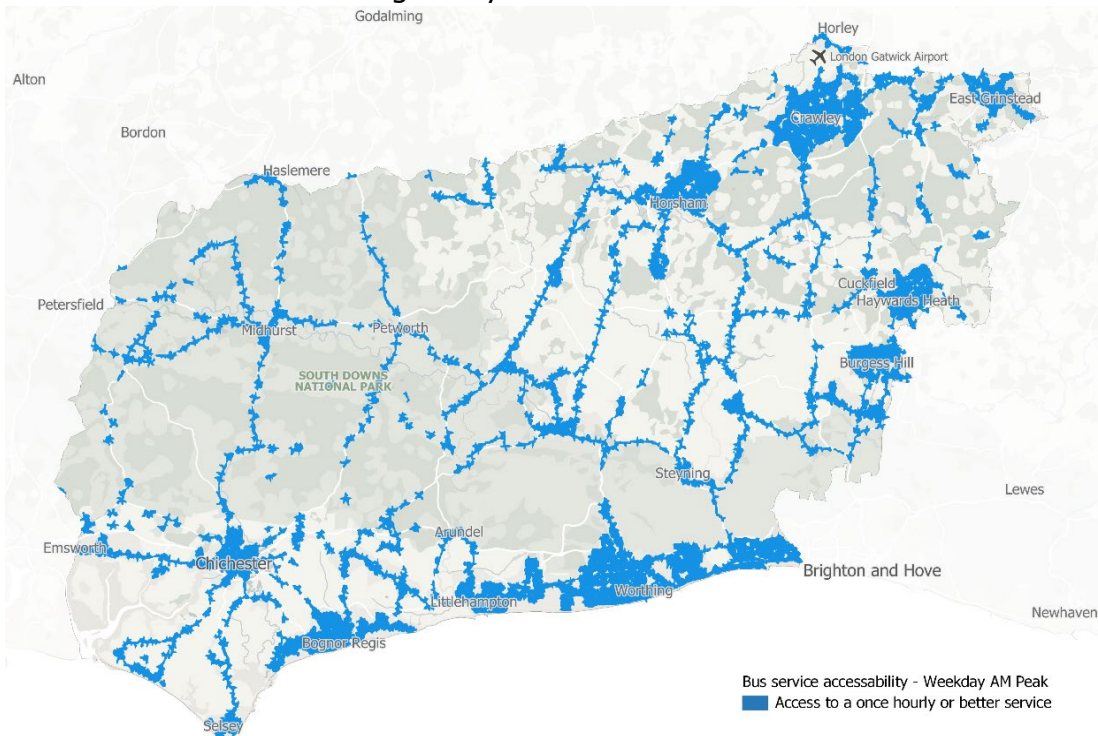 Godalming
Horley
London Gatwick Airport
Alton
East Grinstead
Crawley
Bordon
Haslemere
Horsham
Cuckfield
Haywards Heath
Petersfield
Midhurst
Petworth
Burgess Hill
SOUTH DOWNS
NATIONAL PARK
Steyning
Lewes
Arundel
Emsworth
Chichester
Brighton and Hove
Worthing
Littlehampton
Newhaven
Bognor Regis
Bus service accessability - Weekday AM Peak
Access to a once hourly or better service
Selsey